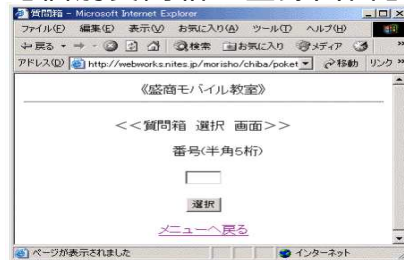 質問箱 - Microsoft Internet Explorer
ファイル(F) 編集(E) 表示(V) お気に入り(A) ツール(T) ヘルプ(H)
戻る 検索 お気に入り メディア
アドレス(D) http://webworks.nites.jp/morisho/chiba/poket 移動 リンク »
《盛商モバイル教室》
<<質問箱 選択 画面>>
番号(半角5桁)
選択
メニューへ戻る
ページが表示されました インターネット